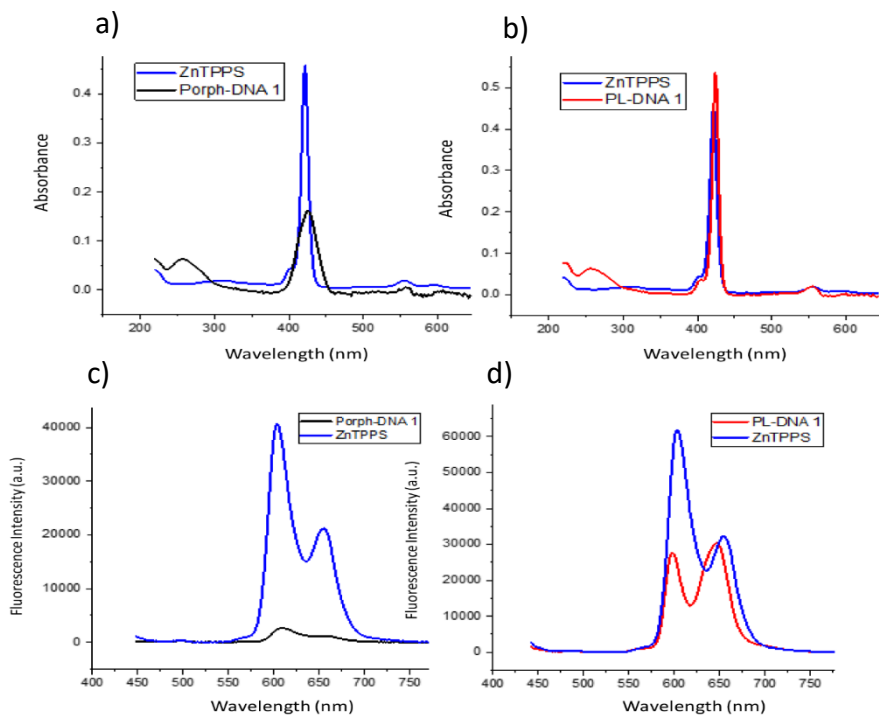 a)
ZnTPPS
Porph-DNA 1
Absorbance
0.4
0.3
0.2
0.1
0.0
200 300 400 500 600
Wavelength (nm)
b)
ZnTPPS
PL-DNA 1
Absorbance
0.5
0.4
0.3
0.2
0.1
0.0
200 300 400 500 600
Wavelength (nm)
c)
Porph-DNA 1
ZnTPPS
Fluorescence Intensity (a.u.)
40000
30000
20000
10000
0
400 450 500 550 600 650 700 750
Wavelength (nm)
d)
PL-DNA 1
ZnTPPS
Fluorescence Intensity (a.u.)
60000
50000
40000
30000
20000
10000
0
400 450 500 550 600 650 700 750
Wavelength (nm)